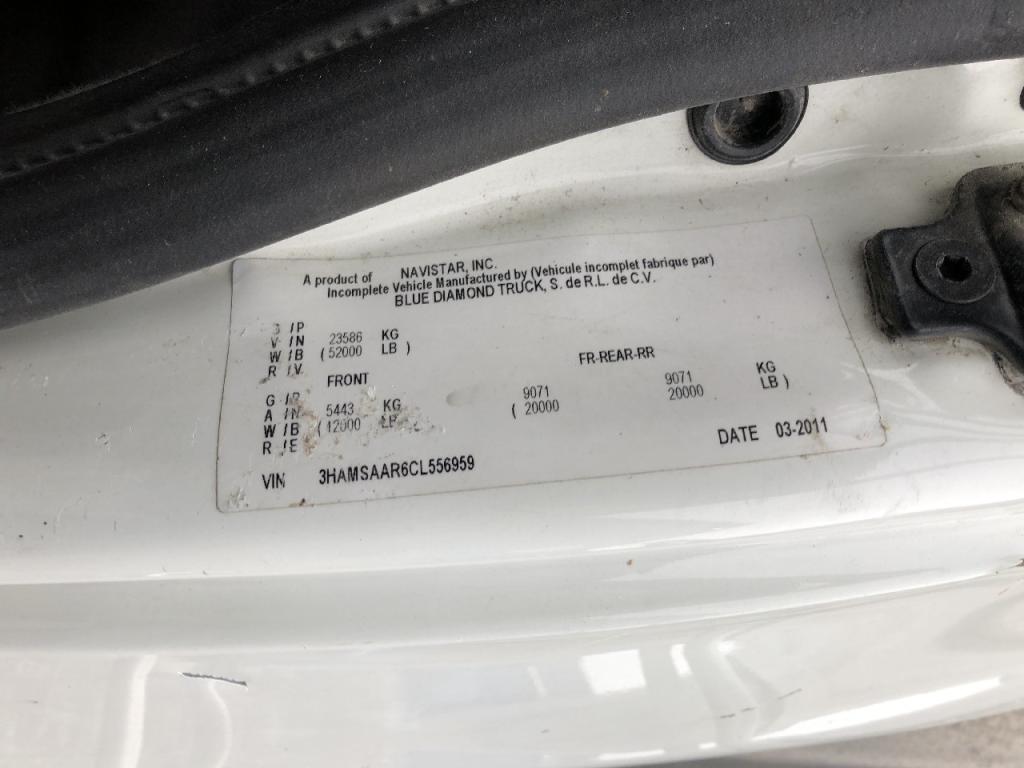 A product of NAVISTAR, INC.
Incomplete Vehicle Manufactured by (Vehicule incomplet fabrique par)
BLUE DIAMOND TRUCK, S. de R.L. de C.V.
G /P
V /N 23586 KG
W /B ( 52000 LB )
R /V
FRONT FR-REAR-RR
G /P
A /N 5443 KG 9071 9071 KG
W /B ( 12000 LB ( 20000 20000 LB )
R /E
DATE 03-2011
VIN 3HAMSAAR6CL556959